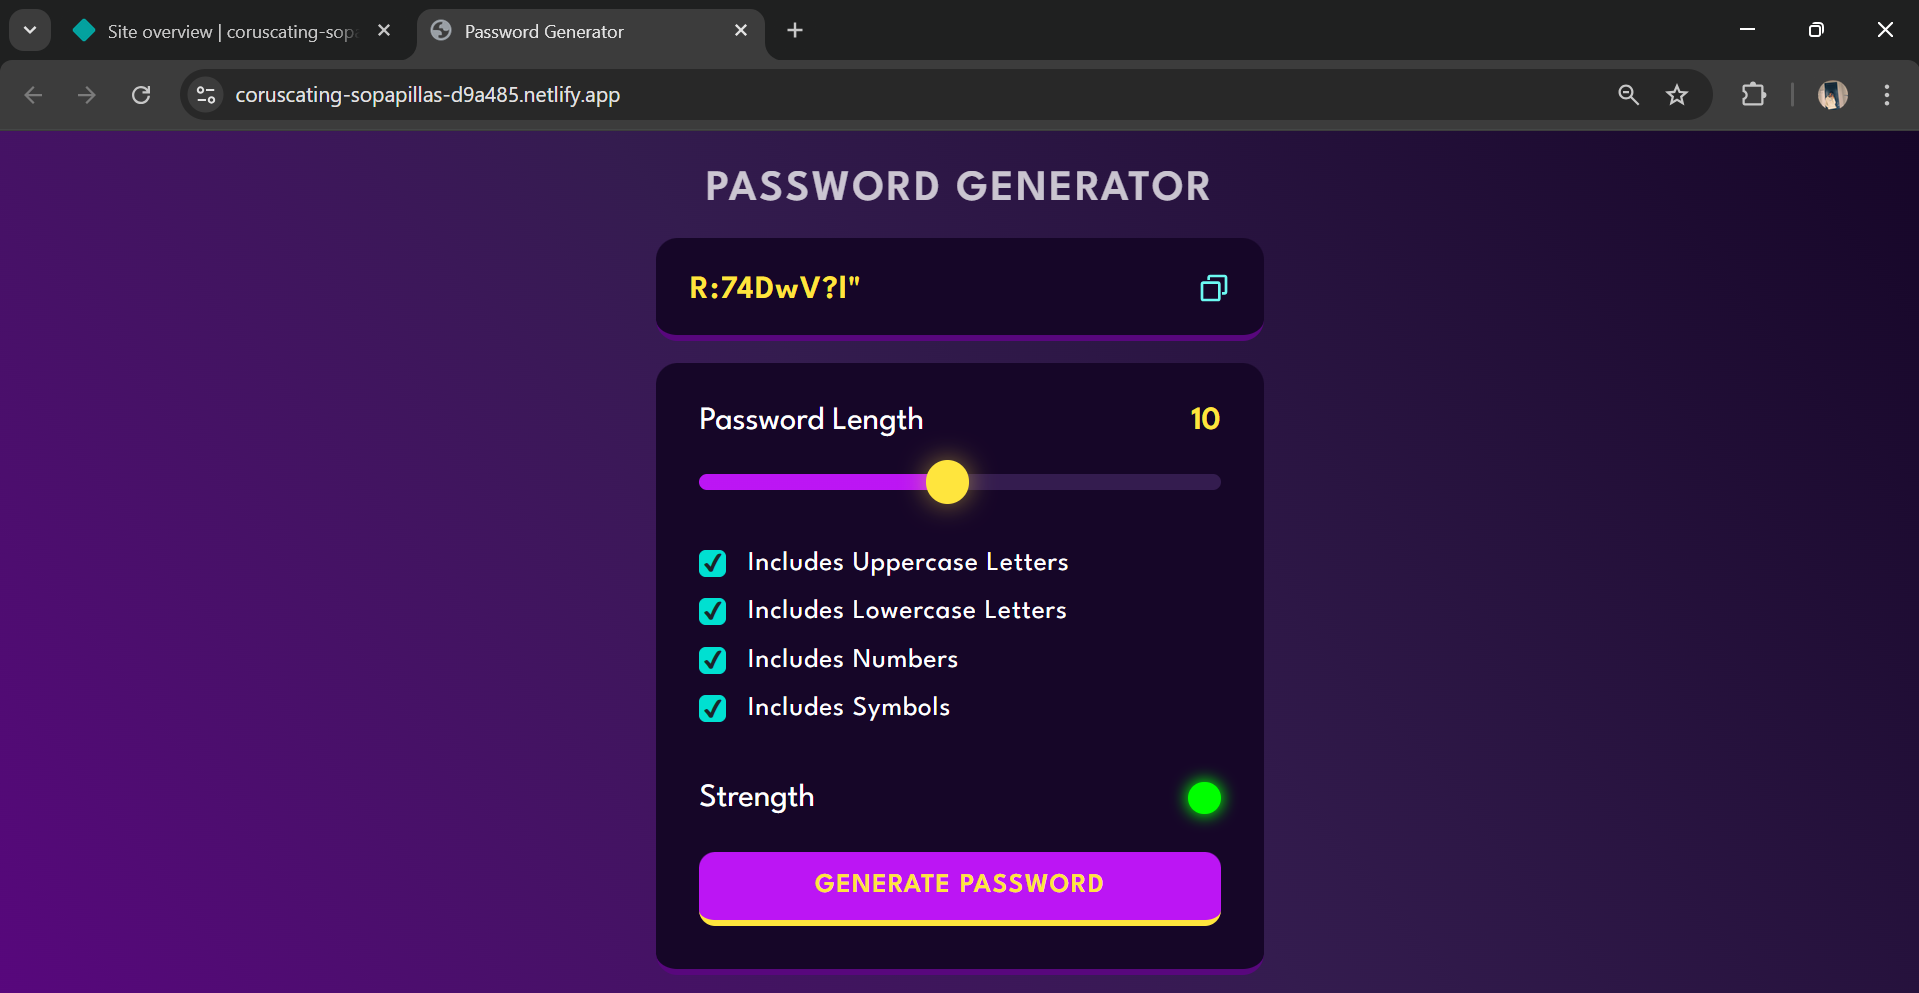 Site overview | coruscating-sop
Password Generator
coruscating-sopapillas-d9a485.netlify.app
PASSWORD GENERATOR
R:74DwV?l"
Password Length 10
Includes Uppercase Letters
Includes Lowercase Letters
Includes Numbers
Includes Symbols
Strength
GENERATE PASSWORD